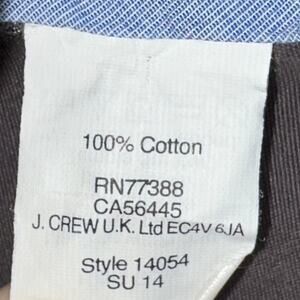 100% Cotton
RN77388
CA56445
J. CREW U.K. Ltd EC4V 6JA
Style 14054
SU 14